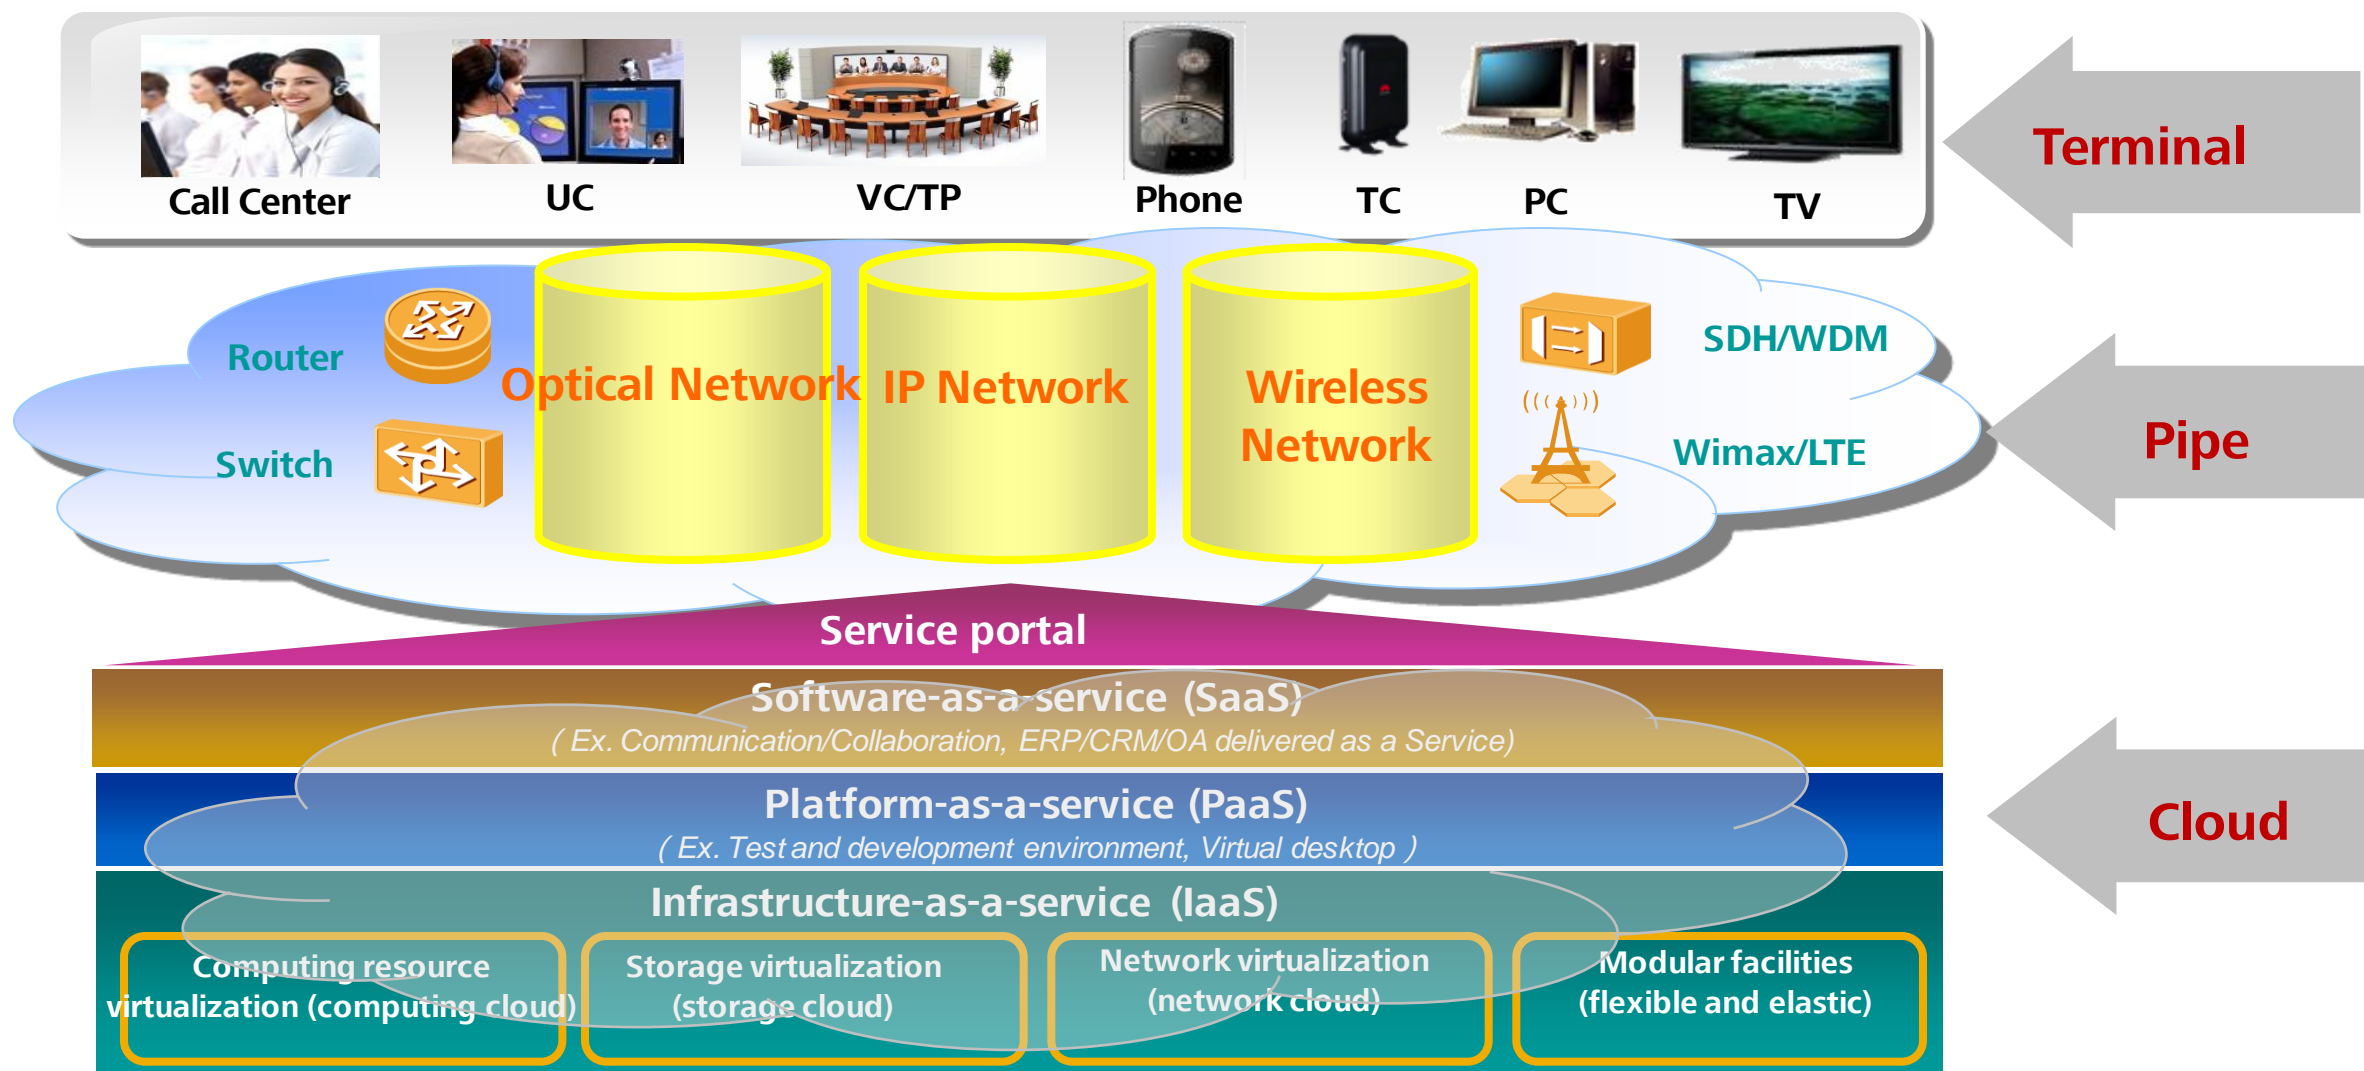 Call Center
UC
VC/TP
Phone
TC
PC
TV
Terminal
Router
Switch
Optical Network
IP Network
Wireless
Network
SDH/WDM
Wimax/LTE
Pipe
Service portal
Software-as-a-service (SaaS)
( Ex. Communication/Collaboration, ERP/CRM/OA delivered as a Service)
Platform-as-a-service (PaaS)
( Ex. Test and development environment, Virtual desktop )
Cloud
Infrastructure-as-a-service (IaaS)
Computing resource
virtualization (computing cloud)
Storage virtualization
(storage cloud)
Network virtualization
(network cloud)
Modular facilities
(flexible and elastic)